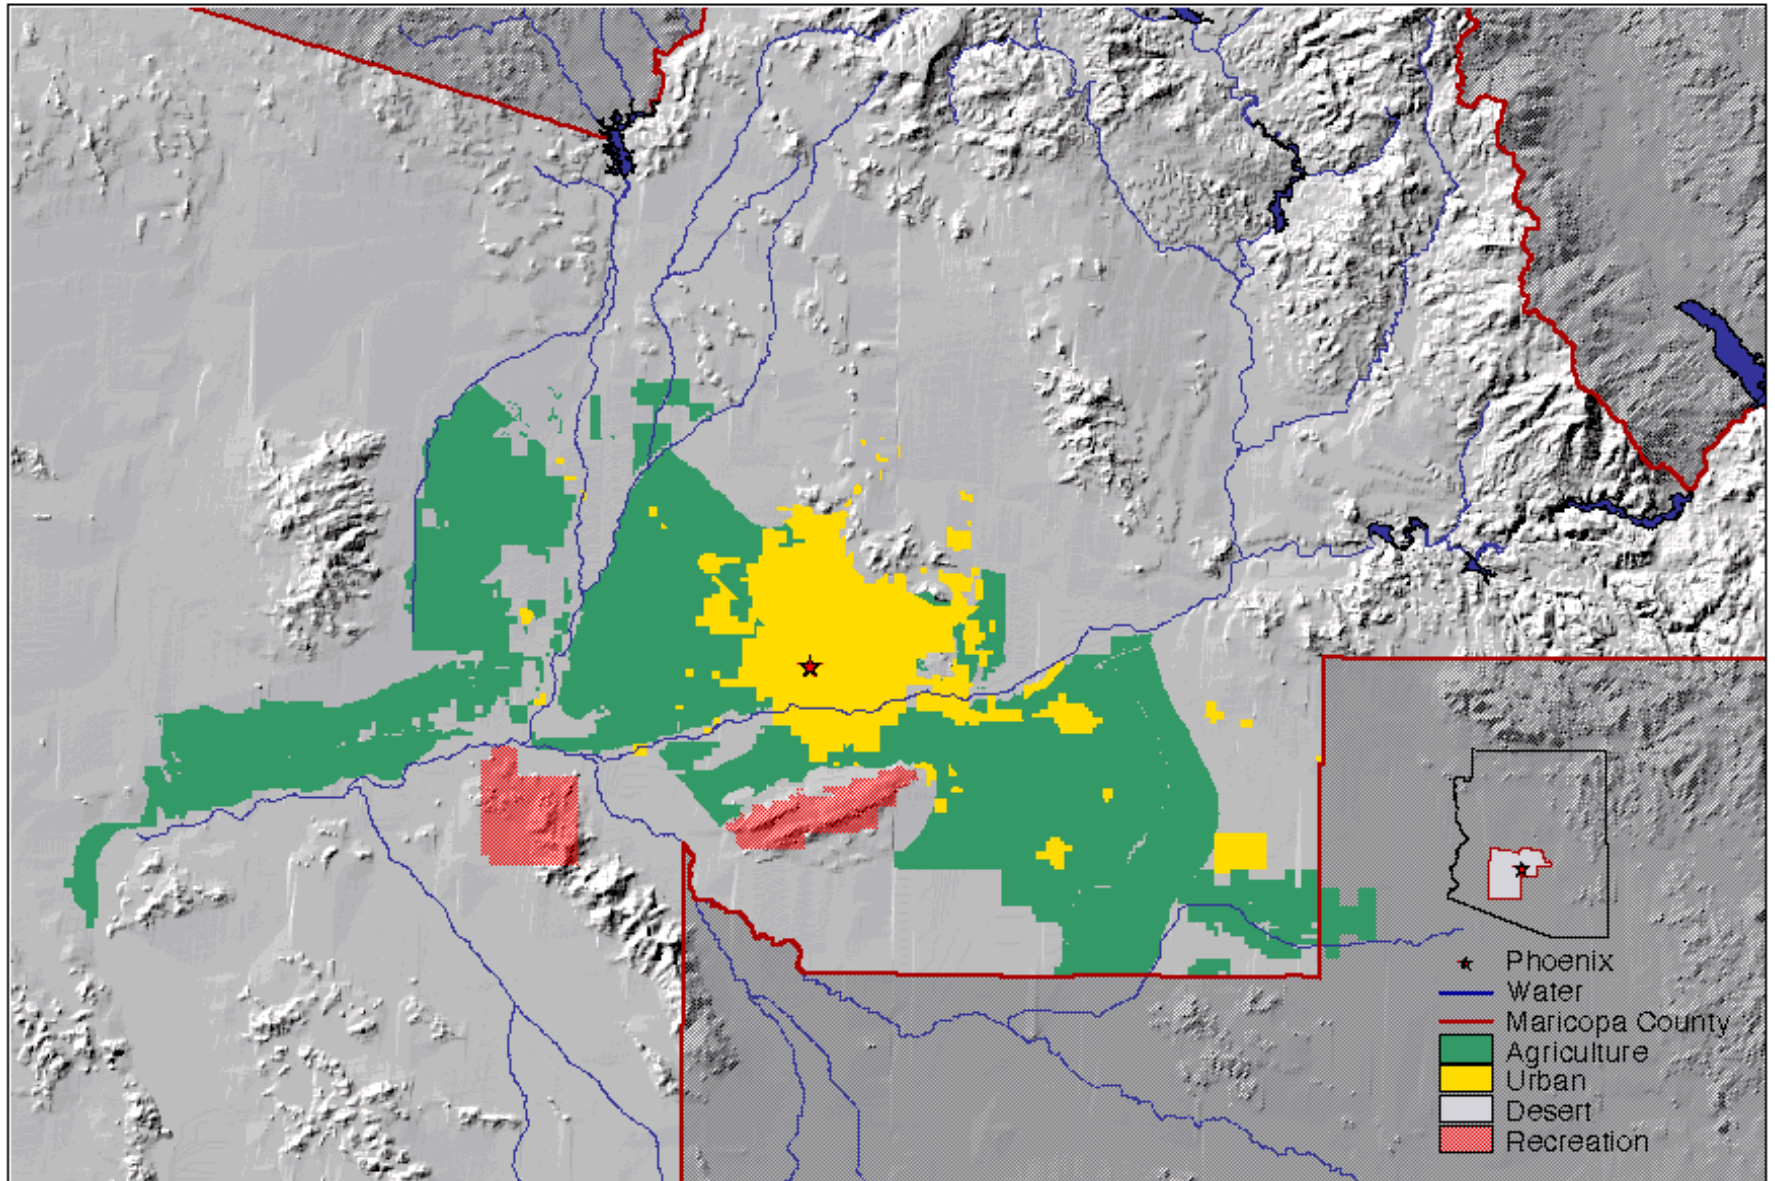 Phoenix
Water
Maricopa County
Agriculture
Urban
Desert
Recreation